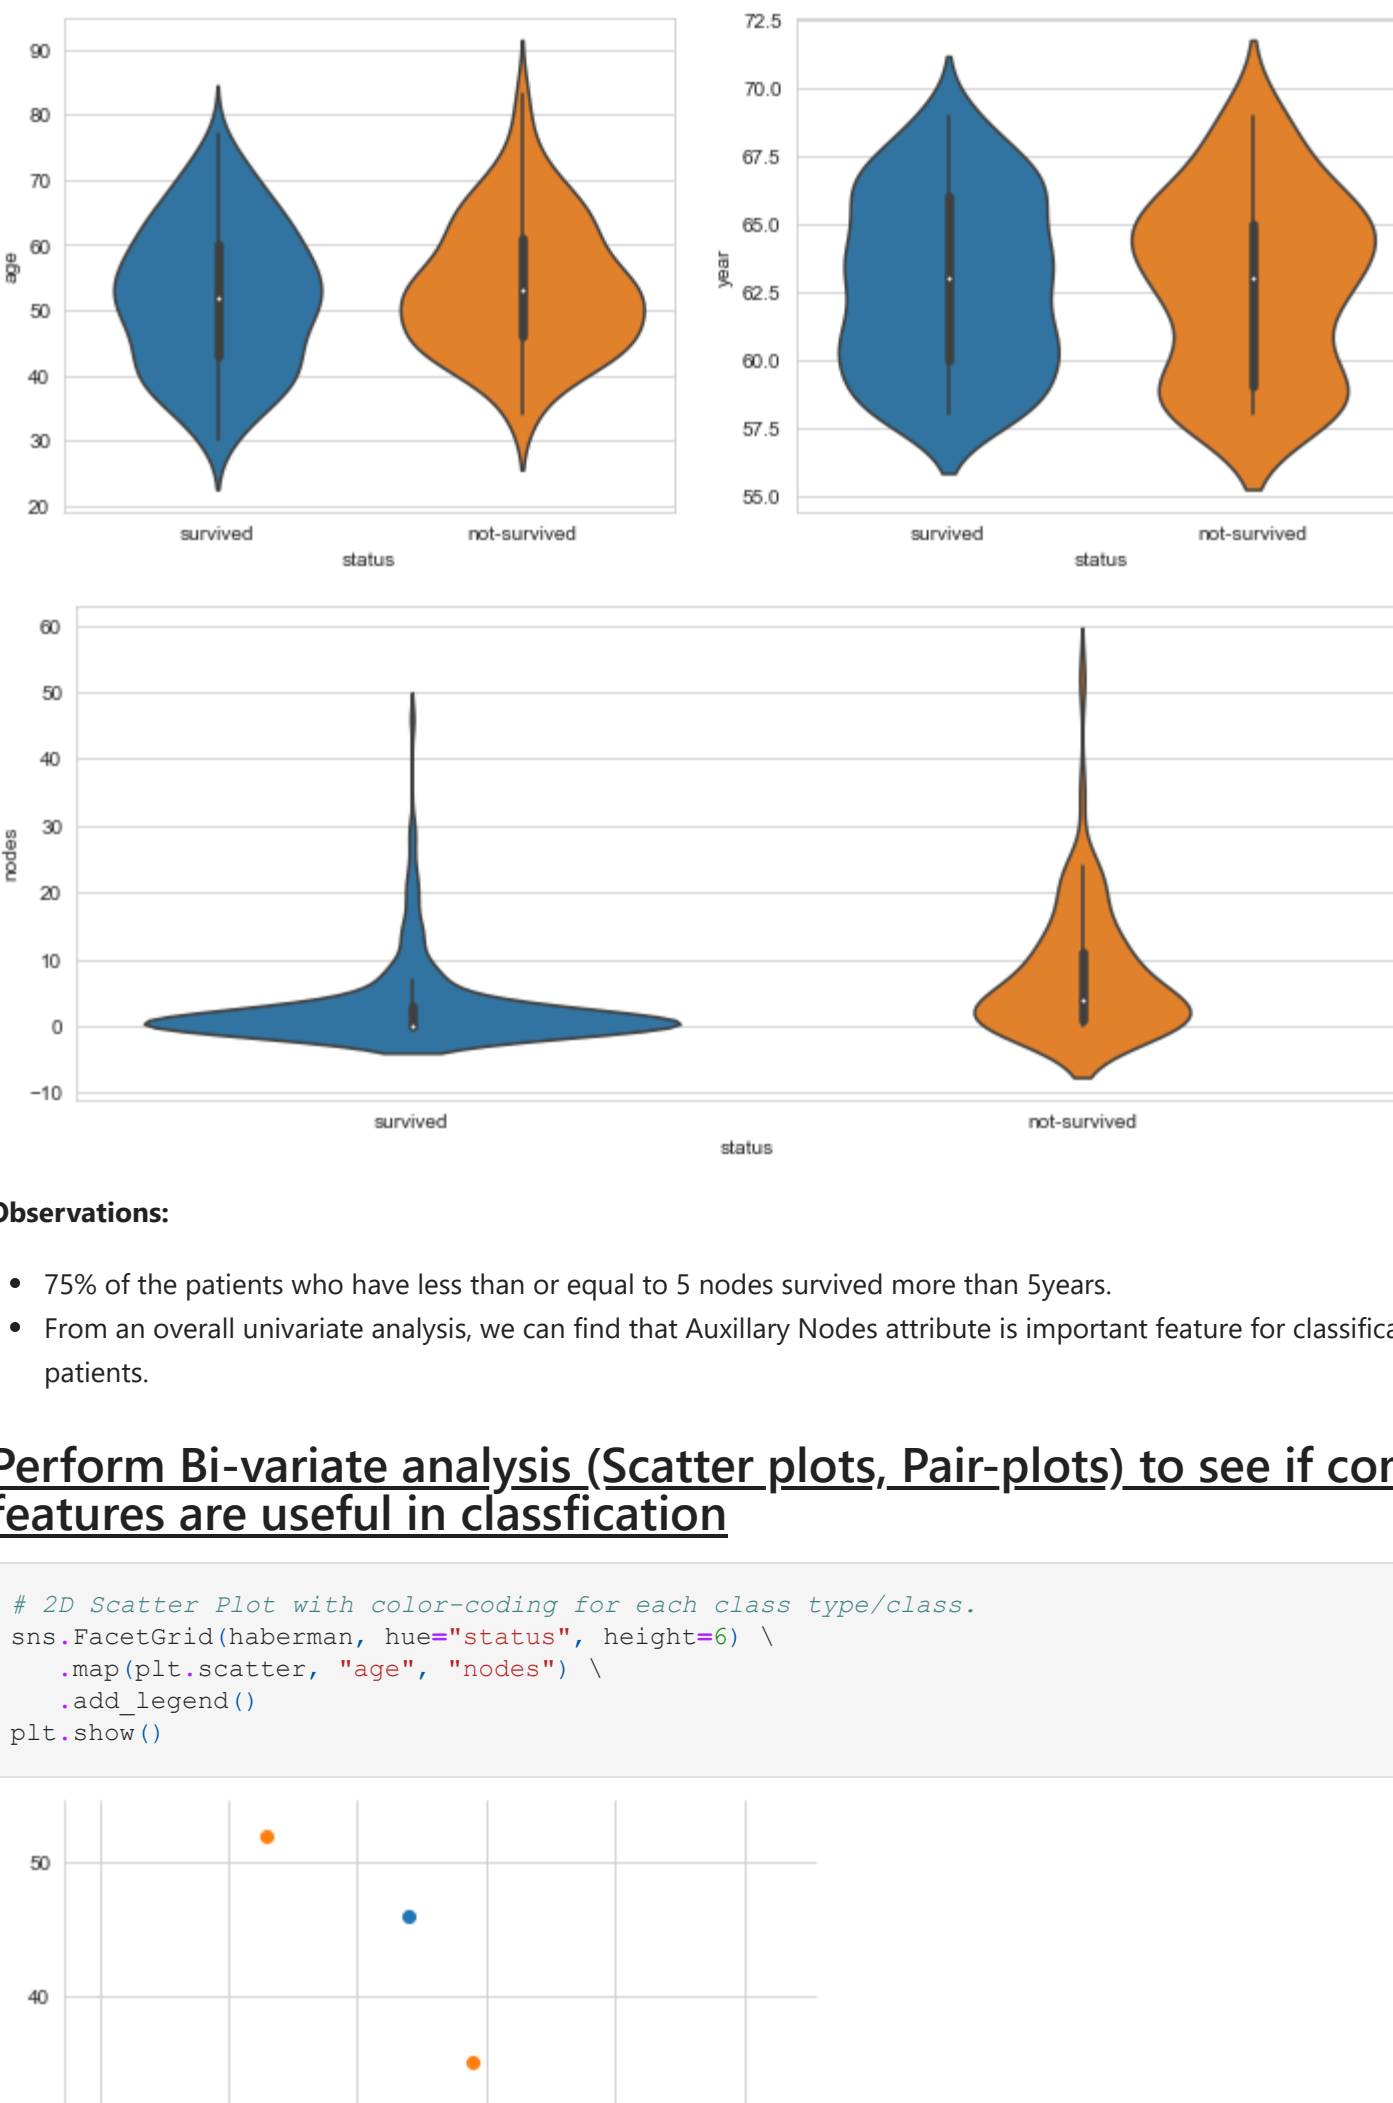 90
80
70
60
50
40
30
20
age
survived
not-survived
status
72.5
70.0
67.5
65.0
62.5
60.0
57.5
55.0
year
survived
not-survived
status
60
50
40
30
20
10
0
−10
nodes
survived
not-survived
status
Observations:
75% of the patients who have less than or equal to 5 nodes survived more than 5years.
From an overall univariate analysis, we can find that Auxillary Nodes attribute is important feature for
patients.
Perform Bi-variate analysis (Scatter plots, Pair-plots) to see if
features are useful in classfication
# 2D Scatter Plot with color-coding for each class type/class.
sns.FacetGrid(haberman, hue="status", height=6) \
.map(plt.scatter, "age", "nodes") \
.add_legend()
plt.show()
50
40